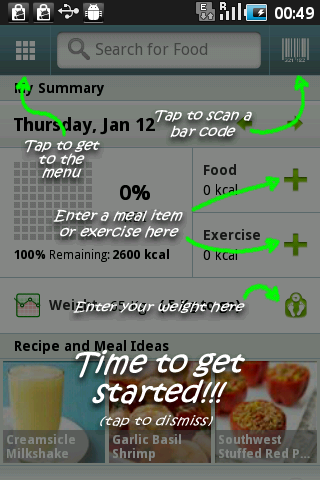 00:49
Search for Food
My Summary
Tap to scan a
bar code
Thursday, Jan 12
Tap to get
to the
menu
0%
Food
0 kcal
Enter a meal item
or exercise here
Exercise
0 kcal
100% Remaining: 2600 kcal
Weight
Enter your weight here
Recipe and Meal Ideas
Time to get
started!!!
(tap to dismiss)
Creamsicle
Milkshake
Garlic Basil
Shrimp
Southwest
Stuffed Red P...